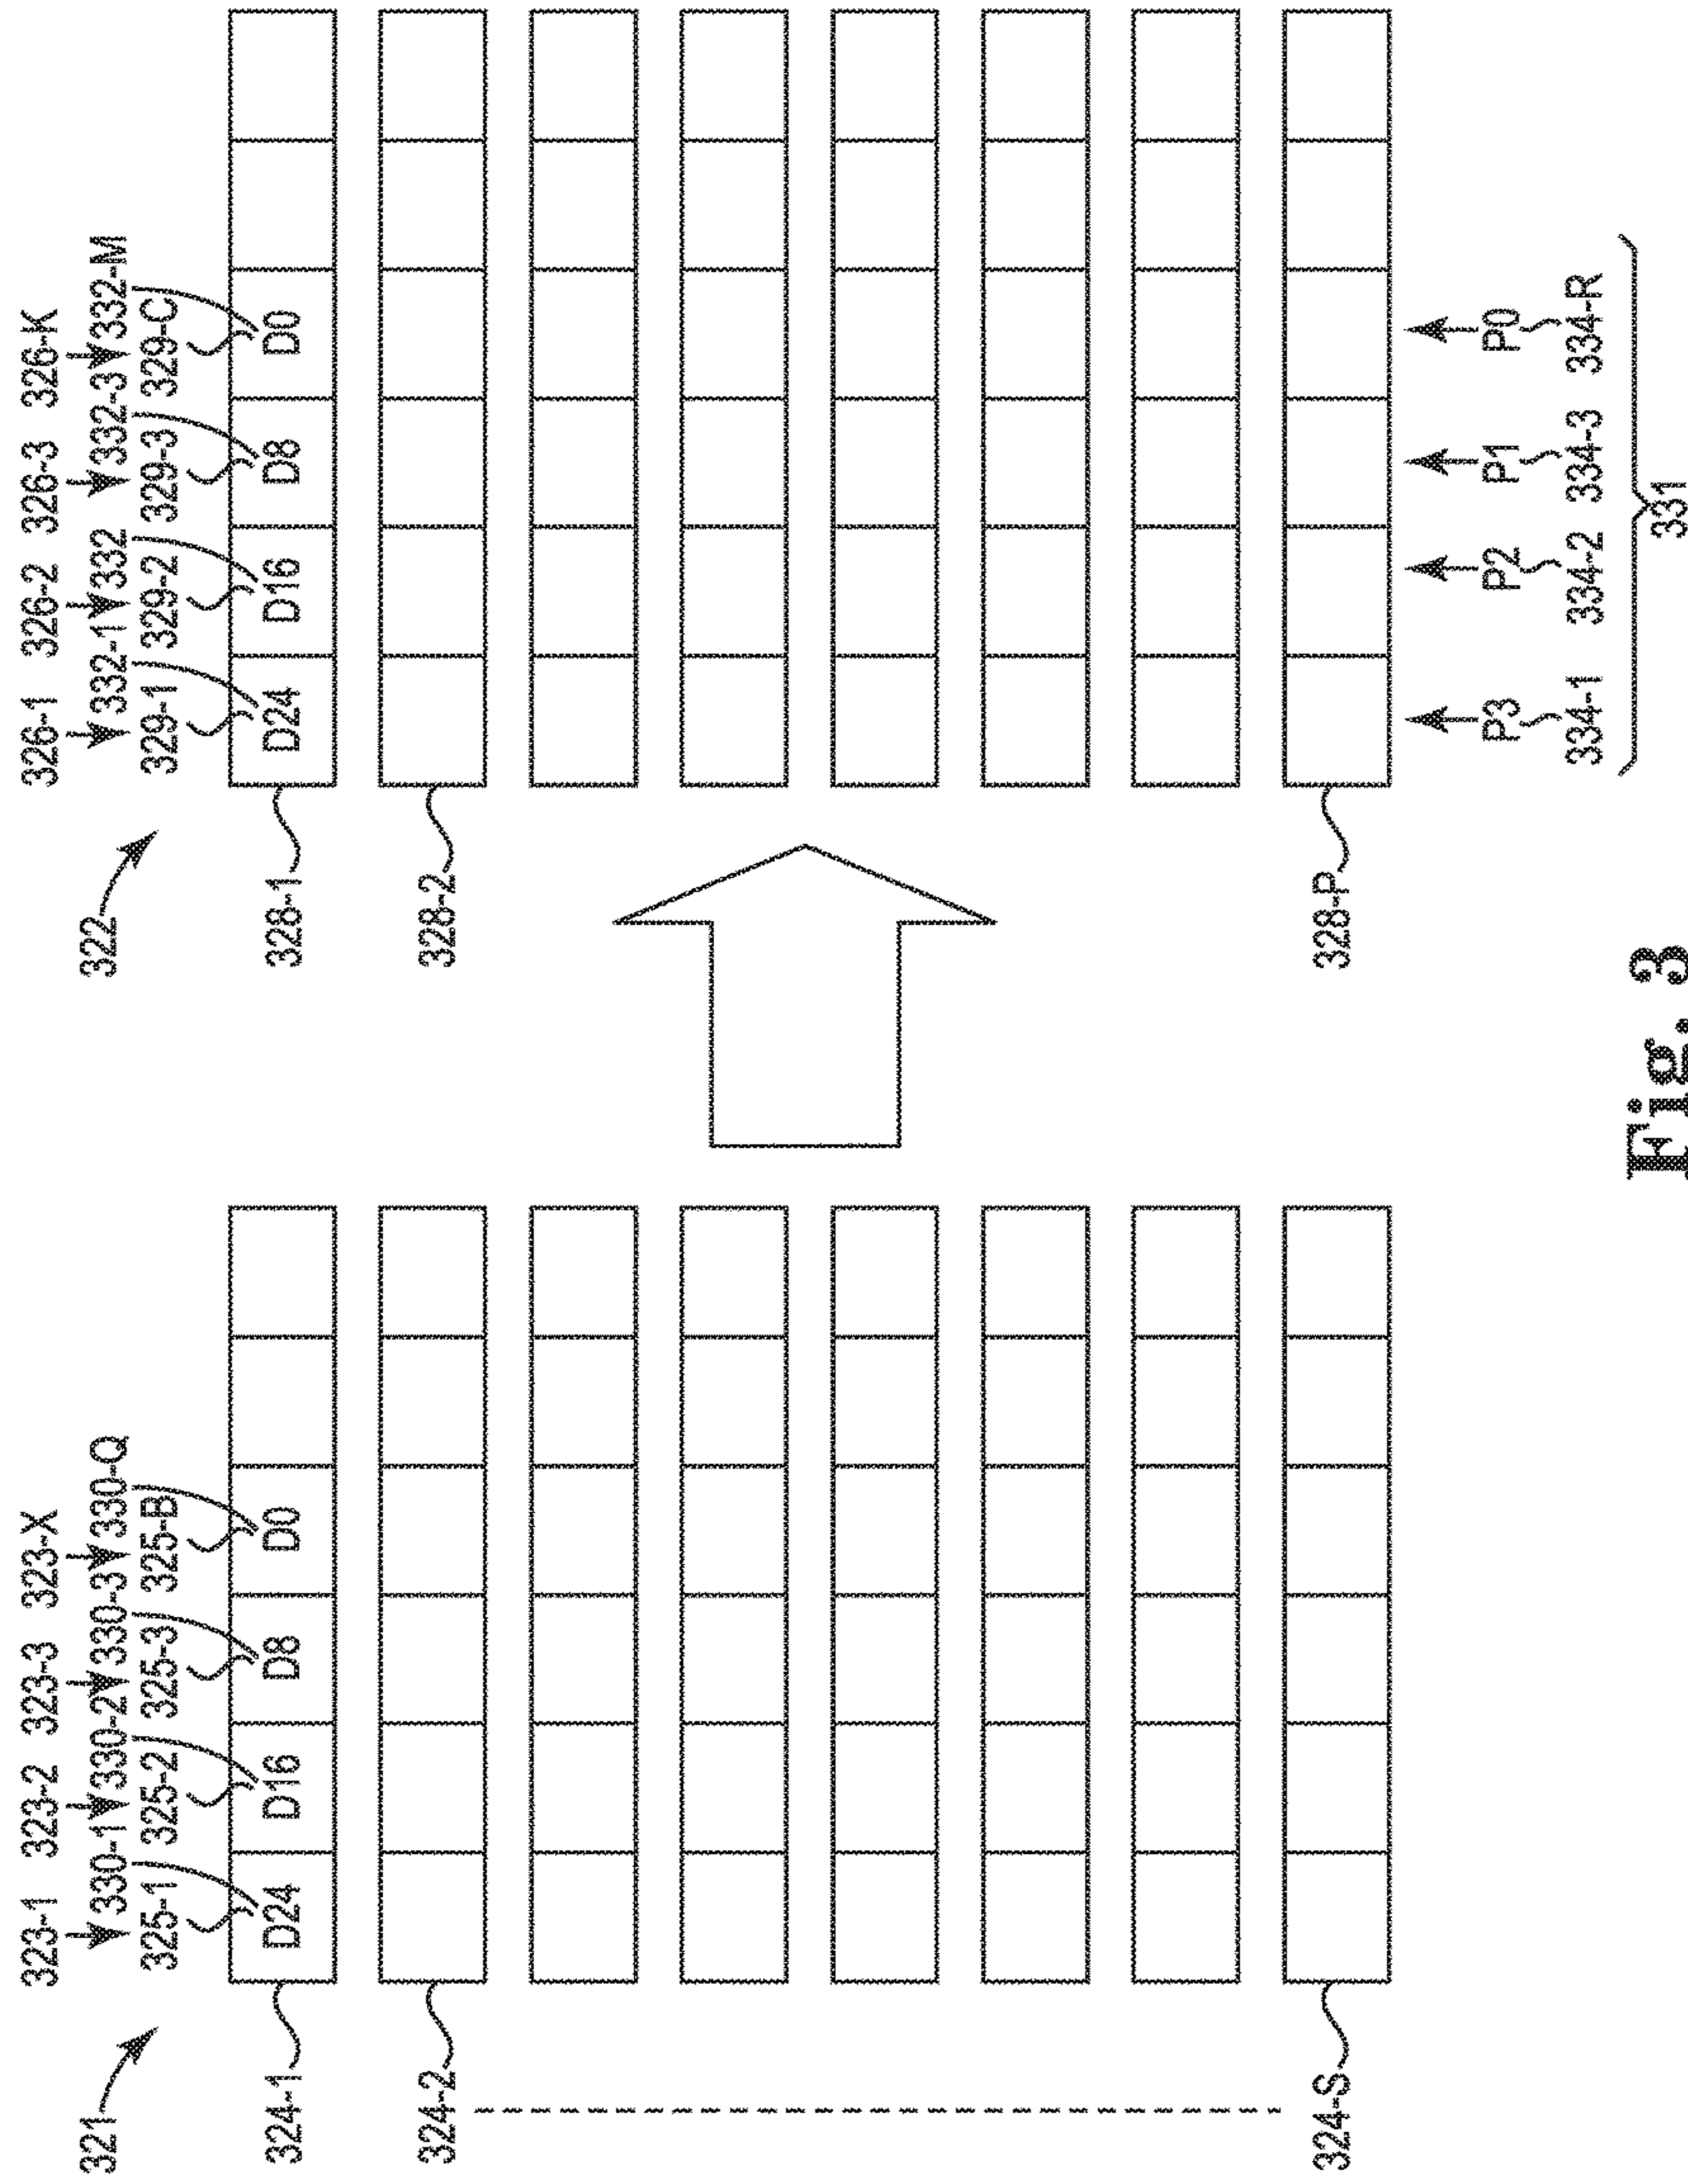 321
323-1 323-2 323-3 323-X
330-1 330-2 330-3 330-Q
325-1 325-2 325-3 325-B
324-1 D24 D16 D8 D0
324-2
324-S
322
326-1 326-2 326-3 326-K
332-1 332 332-3 332-M
329-1 329-2 329-3 329-C
328-1 D24 D16 D8 D0
328-2
328-P
P3 P2 P1 P0
334-1 334-2 334-3 334-R
331
Fig. 3